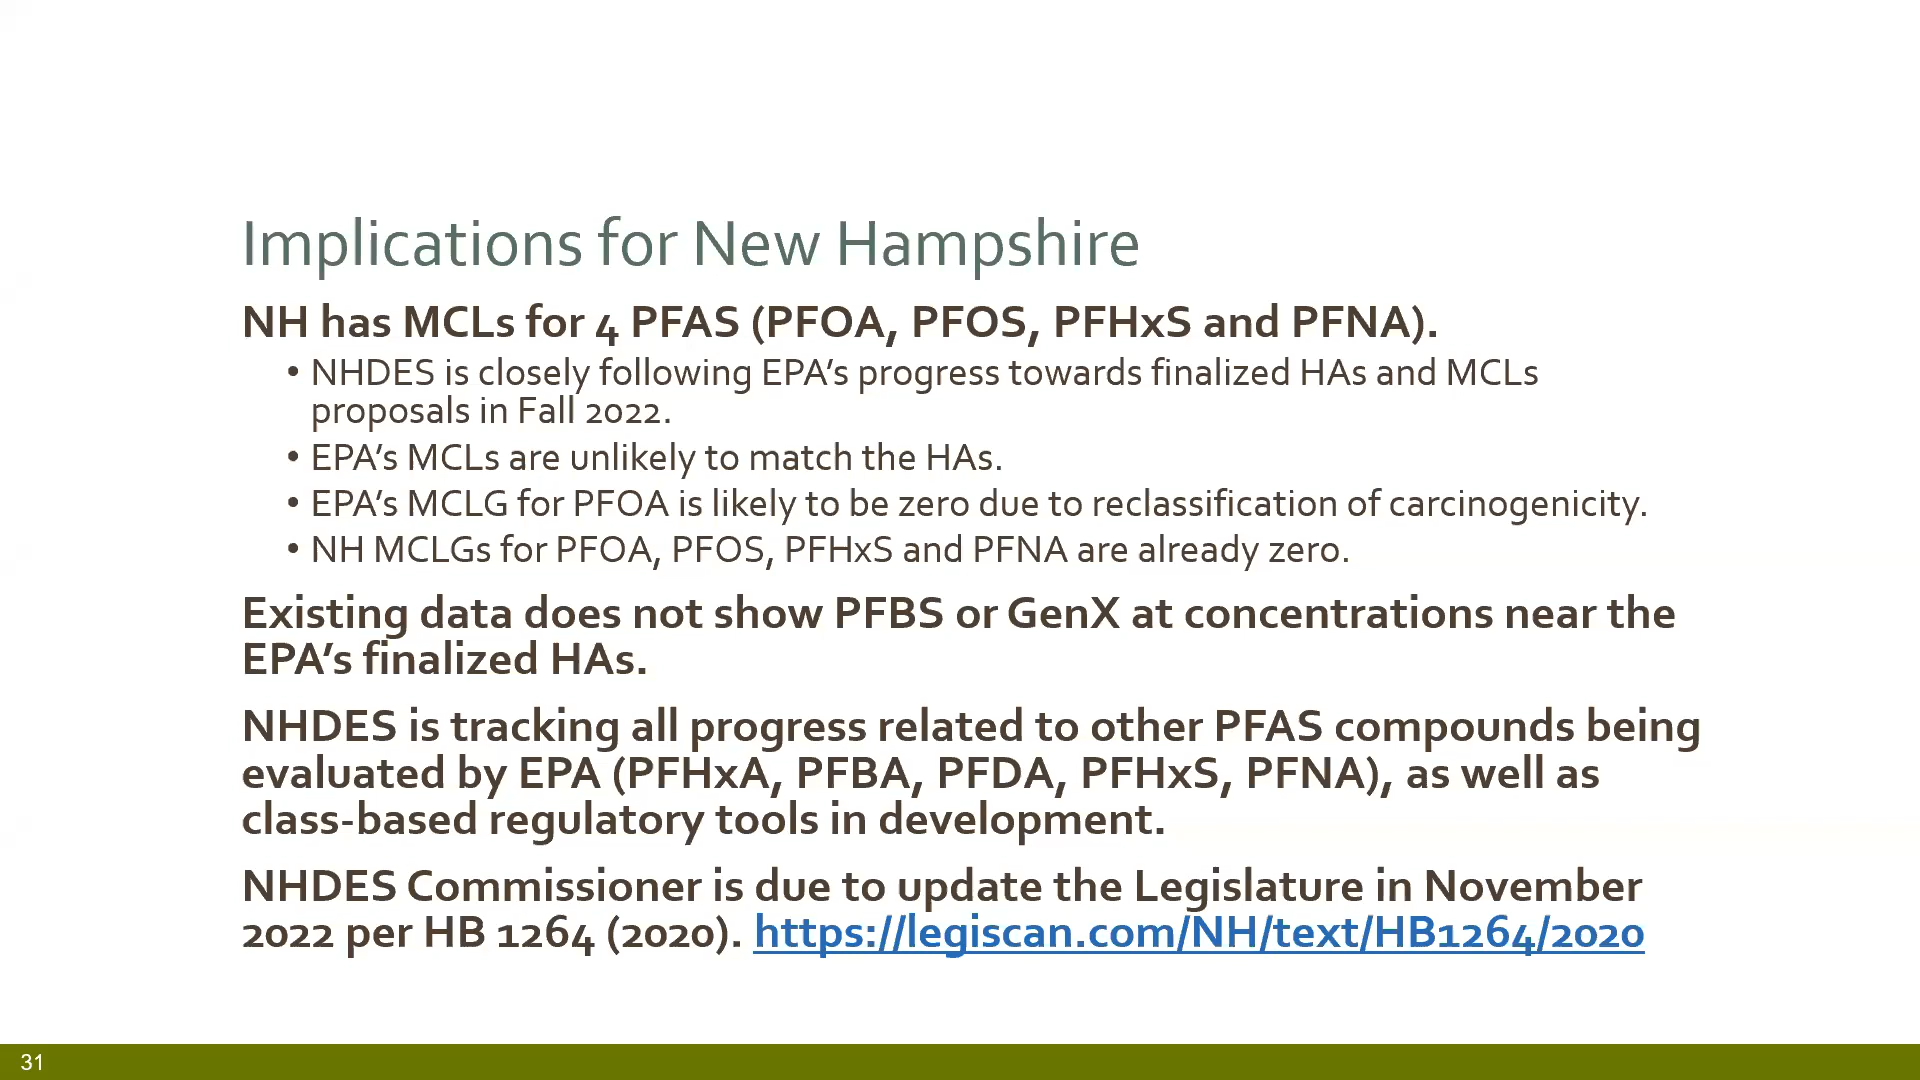 Implications for New Hampshire
NH has MCLs for 4 PFAS (PFOA, PFOS, PFHxS and PFNA).
• NHDES is closely following EPA’s progress towards finalized HAs and MCLs
proposals in Fall 2022.
• EPA’s MCLs are unlikely to match the HAs.
• EPA’s MCLG for PFOA is likely to be zero due to reclassification of carcinogenicity.
• NH MCLGs for PFOA, PFOS, PFHxS and PFNA are already zero.
Existing data does not show PFBS or GenX at concentrations near the
EPA’s finalized HAs.
NHDES is tracking all progress related to other PFAS compounds being
evaluated by EPA (PFHxA, PFBA, PFDA, PFHxS, PFNA), as well as
class-based regulatory tools in development.
NHDES Commissioner is due to update the Legislature in November
2022 per HB 1264 (2020). https://legiscan.com/NH/text/HB1264/2020
31